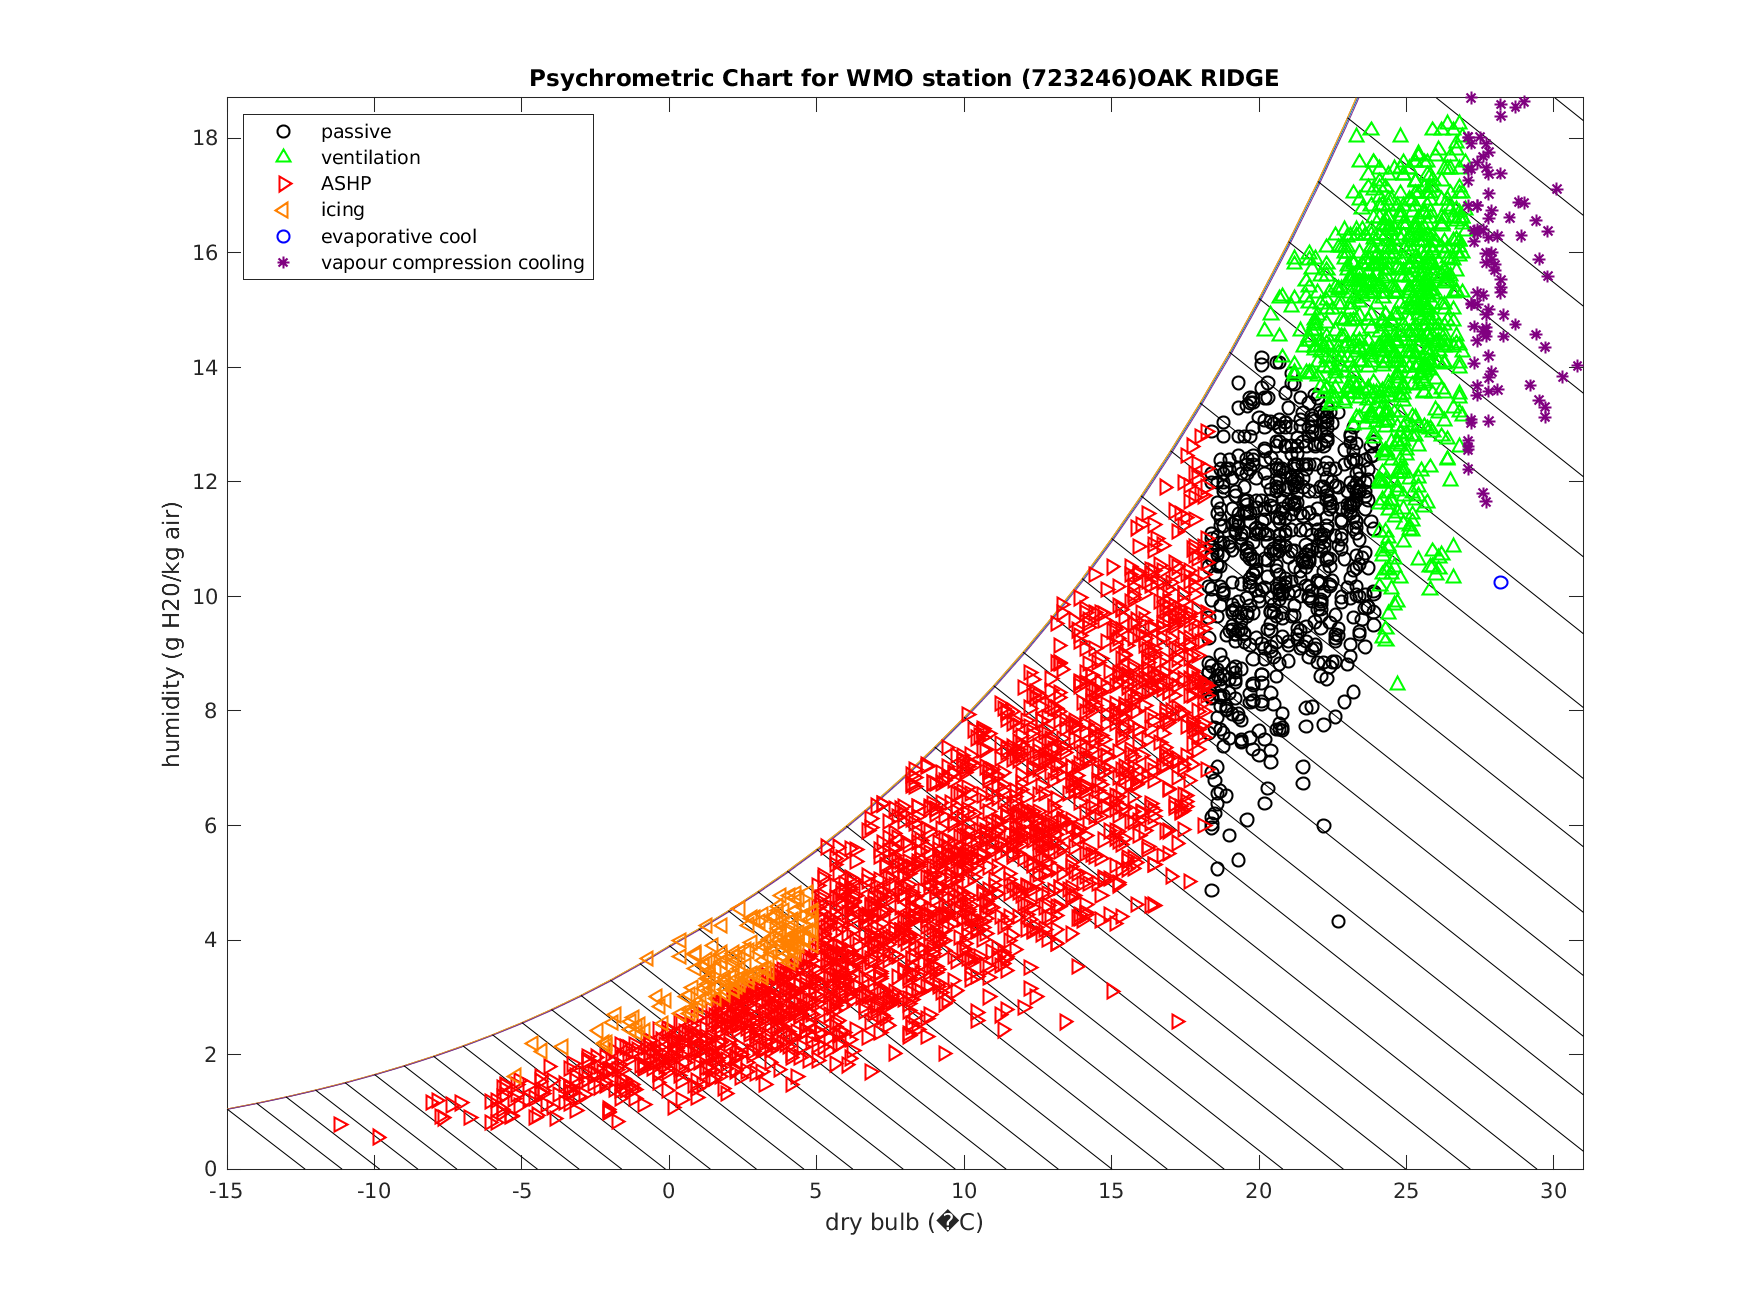 Psychrometric Chart for WMO station (723246)OAK RIDGE
passive
ventilation
ASHP
icing
evaporative cool
vapour compression cooling
humidity (g H20/kg air)
18
16
14
12
10
8
6
4
2
0
-15 -10 -5 0 5 10 15 20 25 30
dry bulb (�C)